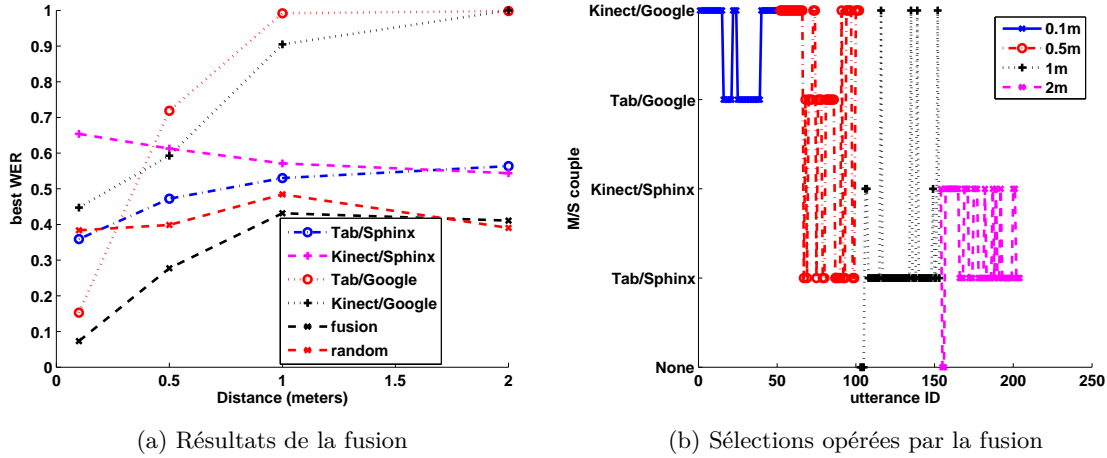 1
0.9
0.8
0.7
0.6
0.5
0.4
0.3
0.2
0.1
0
best WER
0 0.5 1 1.5 2
Distance (meters)
Tab/Sphinx
Kinect/Sphinx
Tab/Google
Kinect/Google
fusion
random
(a) Résultats de la fusion
Kinect/Google
Tab/Google
Kinect/Sphinx
Tab/Sphinx
None
M/S couple
0 50 100 150 200 250
utterance ID
0.1m
0.5m
1m
2m
(b) Sélections opérées par la fusion